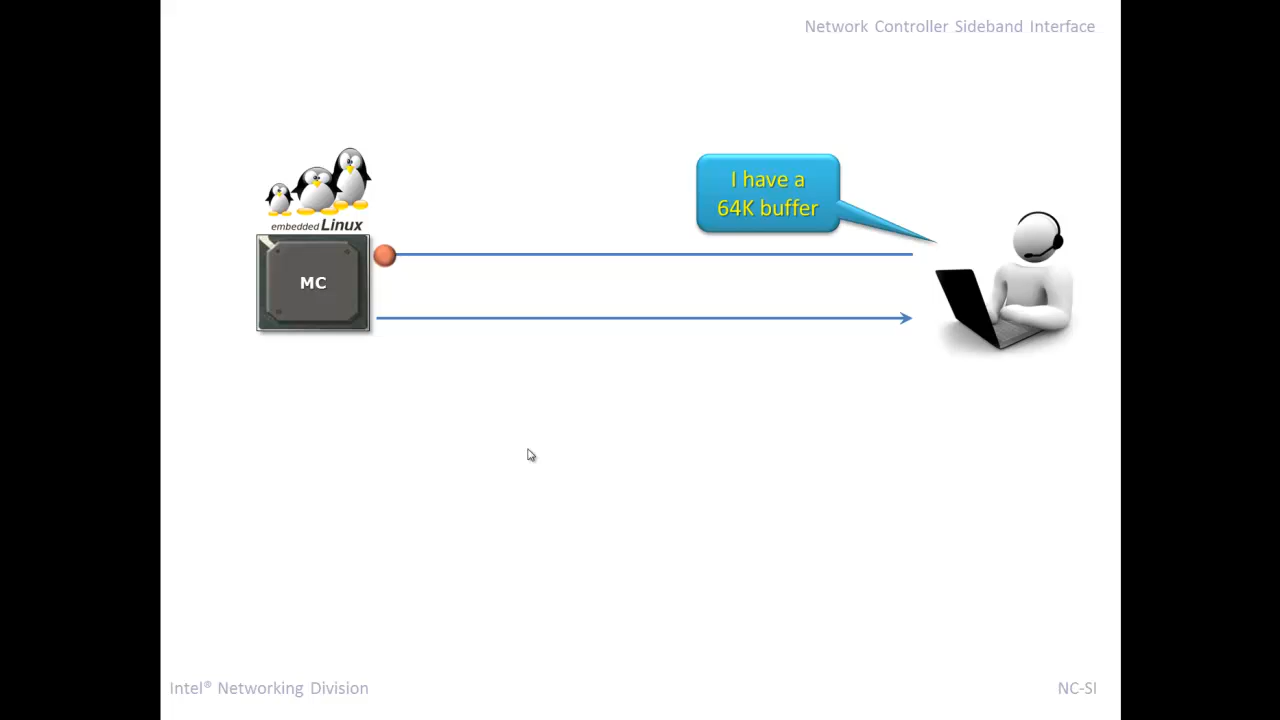 Network Controller Sideband Interface
I have a
64K buffer
embedded Linux
MC
Intel® Networking Division
NC-SI